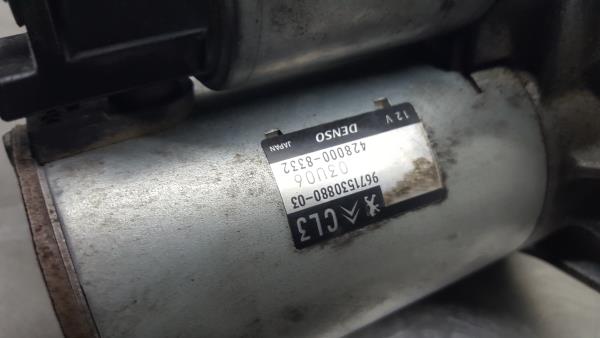 12 V
DENSO JAPAN
428000-8332
03U06
9671530880-03
CL3